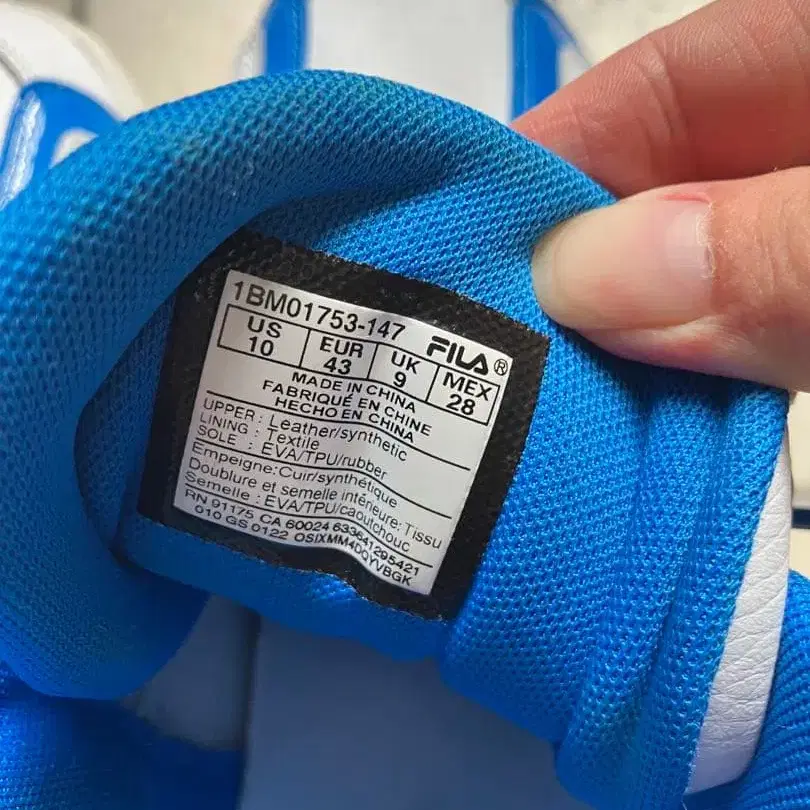 1BM01753-147 FILA®
US 10 EUR 43 UK 9 MEX 28
MADE IN CHINA
FABRIQUÉ EN CHINE
HECHO EN CHINA
UPPER : Leather/synthetic
LINING : Textile
SOLE : EVA/TPU/rubber
Empeigne:Cuir/synthétique
Doublure et semelle intérieure: Tissu
Semelle : EVA/TPU/caoutchouc
RN 91175 CA 60024 633641295421
010 GS 0122 OSIXMM4DQYVBGK